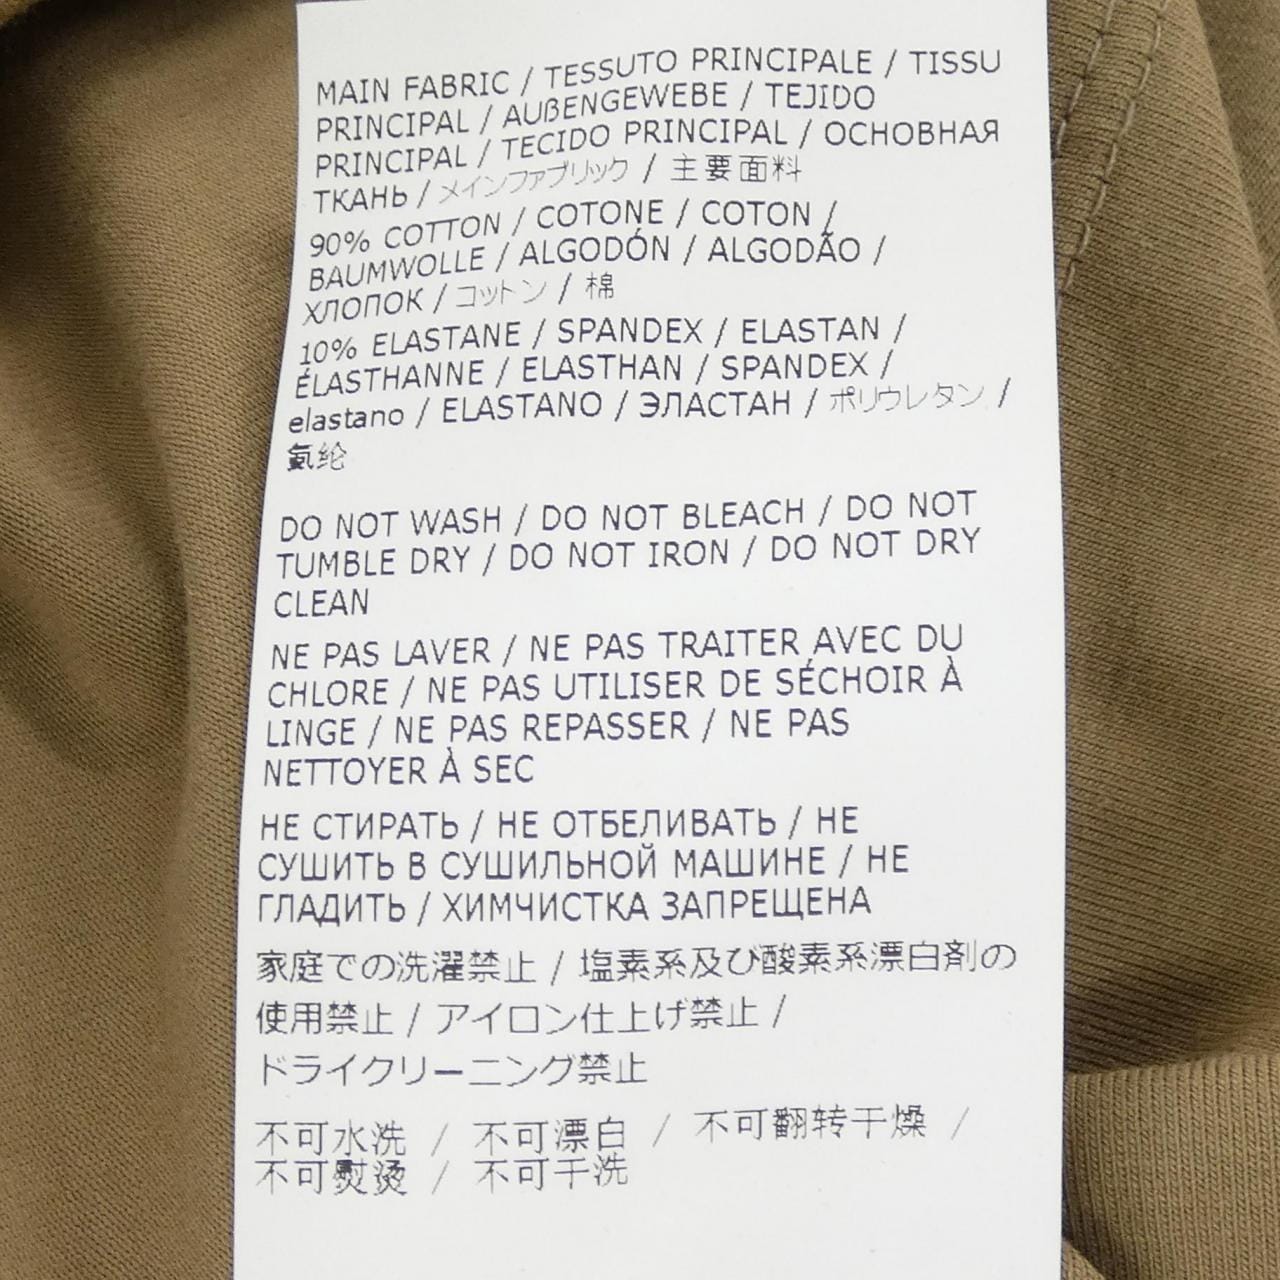 MAIN FABRIC / TESSUTO PRINCIPALE / TISSU
PRINCIPAL / AUßENGEWEBE / TEJIDO
PRINCIPAL / TECIDO PRINCIPAL / ОСНОВНАЯ
ТКАНЬ / メインファブリック / 主要面料
90% COTTON / COTONE / COTON /
BAUMWOLLE / ALGODÓN / ALGODÃO /
ХЛОПОК / コットン / 棉
10% ELASTANE / SPANDEX / ELASTAN /
ÉLASTHANNE / ELASTHAN / SPANDEX /
elastano / ELASTANO / ЭЛАСТАН / ポリウレタン /
氨纶
DO NOT WASH / DO NOT BLEACH / DO NOT
TUMBLE DRY / DO NOT IRON / DO NOT DRY
CLEAN
NE PAS LAVER / NE PAS TRAITER AVEC DU
CHLORE / NE PAS UTILISER DE SÉCHOIR À
LINGE / NE PAS REPASSER / NE PAS
NETTOYER À SEC
НЕ СТИРАТЬ / НЕ ОТБЕЛИВАТЬ / НЕ
СУШИТЬ В СУШИЛЬНОЙ МАШИНЕ / НЕ
ГЛАДИТЬ / ХИМЧИСТКА ЗАПРЕЩЕНА
家庭での洗濯禁止 / 塩素系及び酸素系漂白剤の
使用禁止 / アイロン仕上げ禁止 /
ドライクリーニング禁止
不可水洗 / 不可漂白 / 不可翻转干燥 /
不可熨烫 / 不可干洗